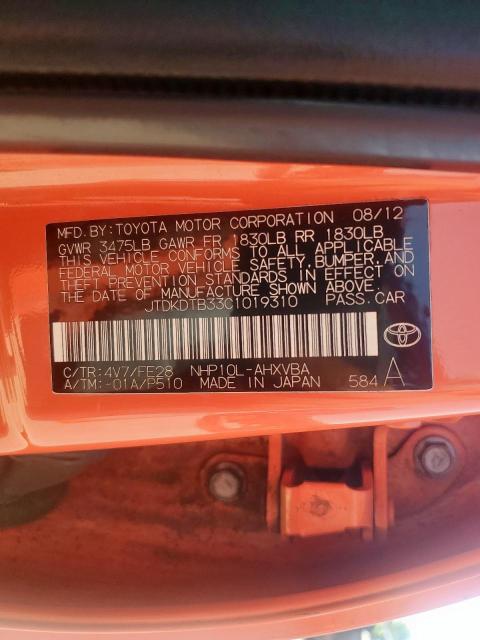 MFD.BY:TOYOTA MOTOR CORPORATION 08/12
GVWR 3475LB GAWR FR 1830LB RR 1830LB
THIS VEHICLE CONFORMS TO ALL APPLICABLE
FEDERAL MOTOR VEHICLE SAFETY, BUMPER, AND
THEFT PREVENTION STANDARDS IN EFFECT ON
THE DATE OF MANUFACTURE SHOWN ABOVE.
JTDKDTB33C1019310 PASS.CAR
C/TR:4V7/FE28 NHP10L-AHXVBA
A/TM:-01A/P510 MADE IN JAPAN 584 A